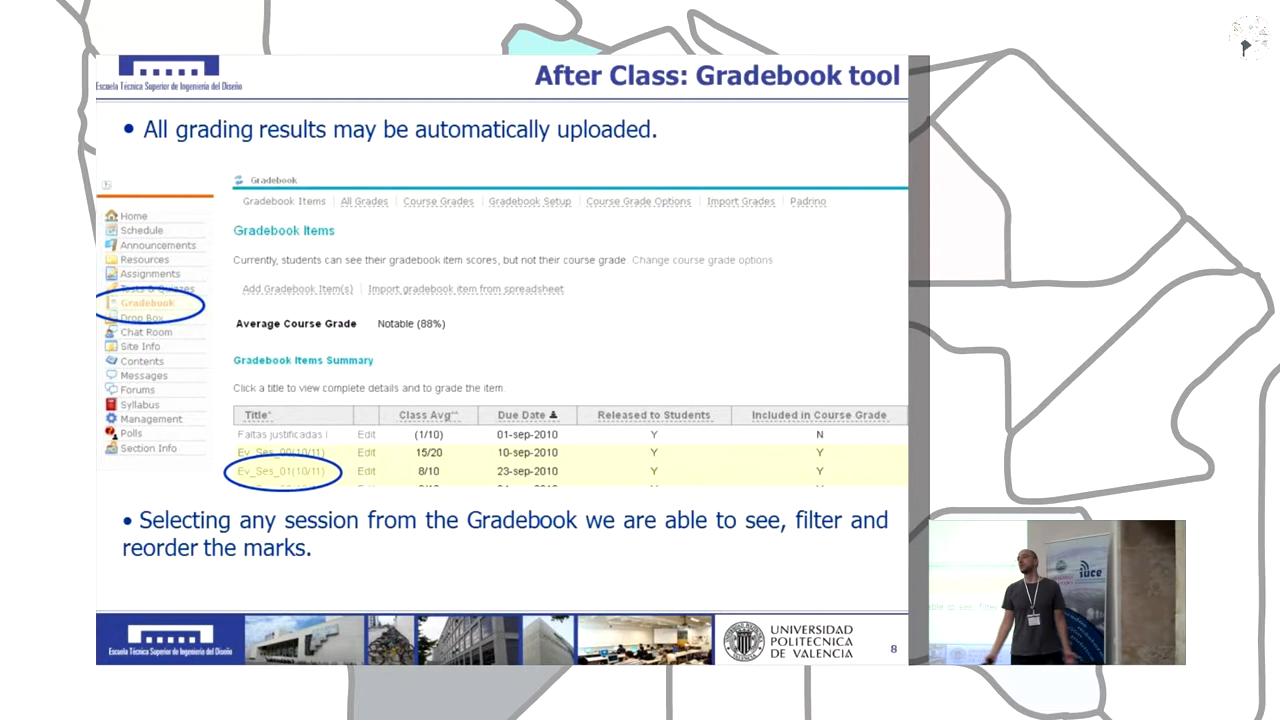 Escuela Técnica Superior de Ingeniería del Diseño
After Class: Gradebook tool
• All grading results may be automatically uploaded.
Gradebook
Gradebook Items | All Grades | Course Grades | Gradebook Setup | Course Grade Options | Import Grades | Padrino
Gradebook Items
Currently, students can see their gradebook item scores, but not their course grade. Change course grade options
Add Gradebook Item(s) | Import gradebook item from spreadsheet
Average Course Grade Notable (88%)
Gradebook Items Summary
Click a title to view complete details and to grade the item.
Title^ Class Avg^^ Due Date Released to Students Included in Course Grade
Faltas justificadas I Edit (1/10) 01-sep-2010 Y N
Ev_Ses_00(10/11) Edit 15/20 10-sep-2010 Y Y
Ev_Ses_01(10/11) Edit 8/10 23-sep-2010 Y Y
Home
Schedule
Announcements
Resources
Assignments
Tests & Quizzes
Gradebook
Drop Box
Chat Room
Site Info
Contents
Messages
Forums
Syllabus
Management
Polls
Section Info
• Selecting any session from the Gradebook we are able to see, filter and
reorder the marks.
Escuela Técnica Superior de Ingeniería del Diseño
UNIVERSIDAD
POLITECNICA
DE VALENCIA
8
iuce